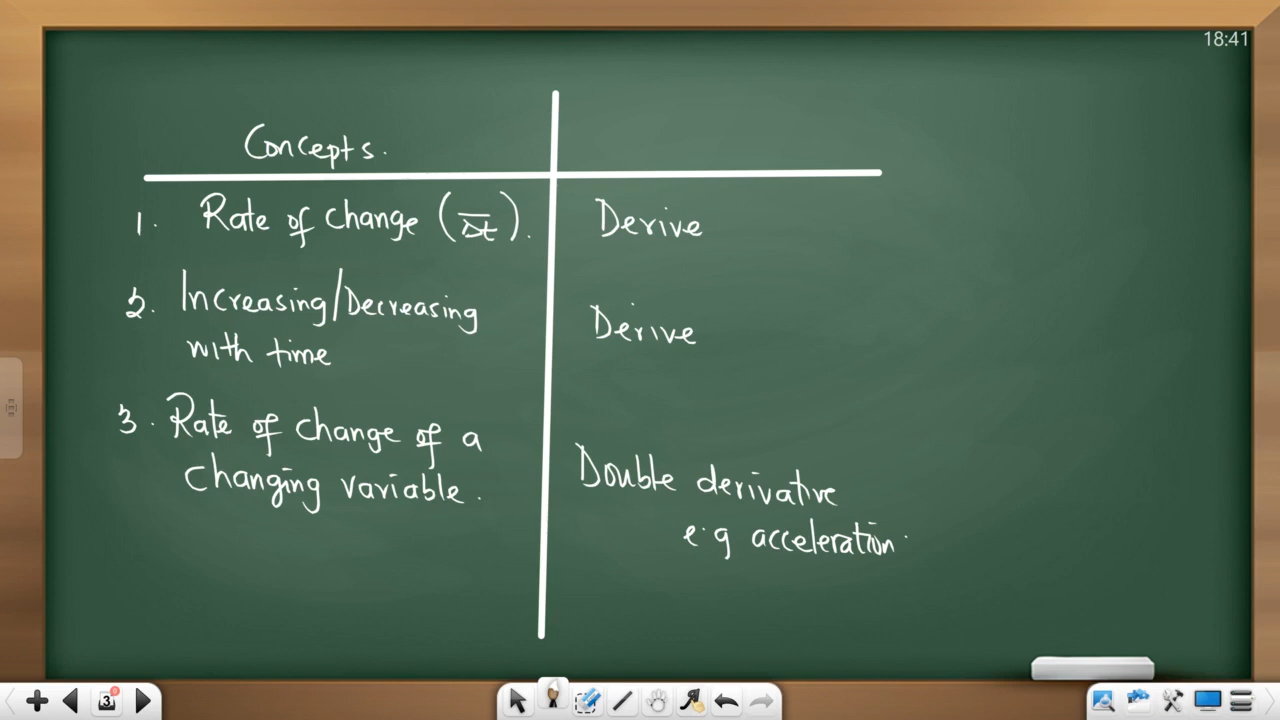 18:41
Concepts.
1. Rate of change (‾/Δt). Derive
2. Increasing/Decreasing
with time
Derive
3. Rate of change of a
changing variable.
Double derivative
e.g acceleration.
3